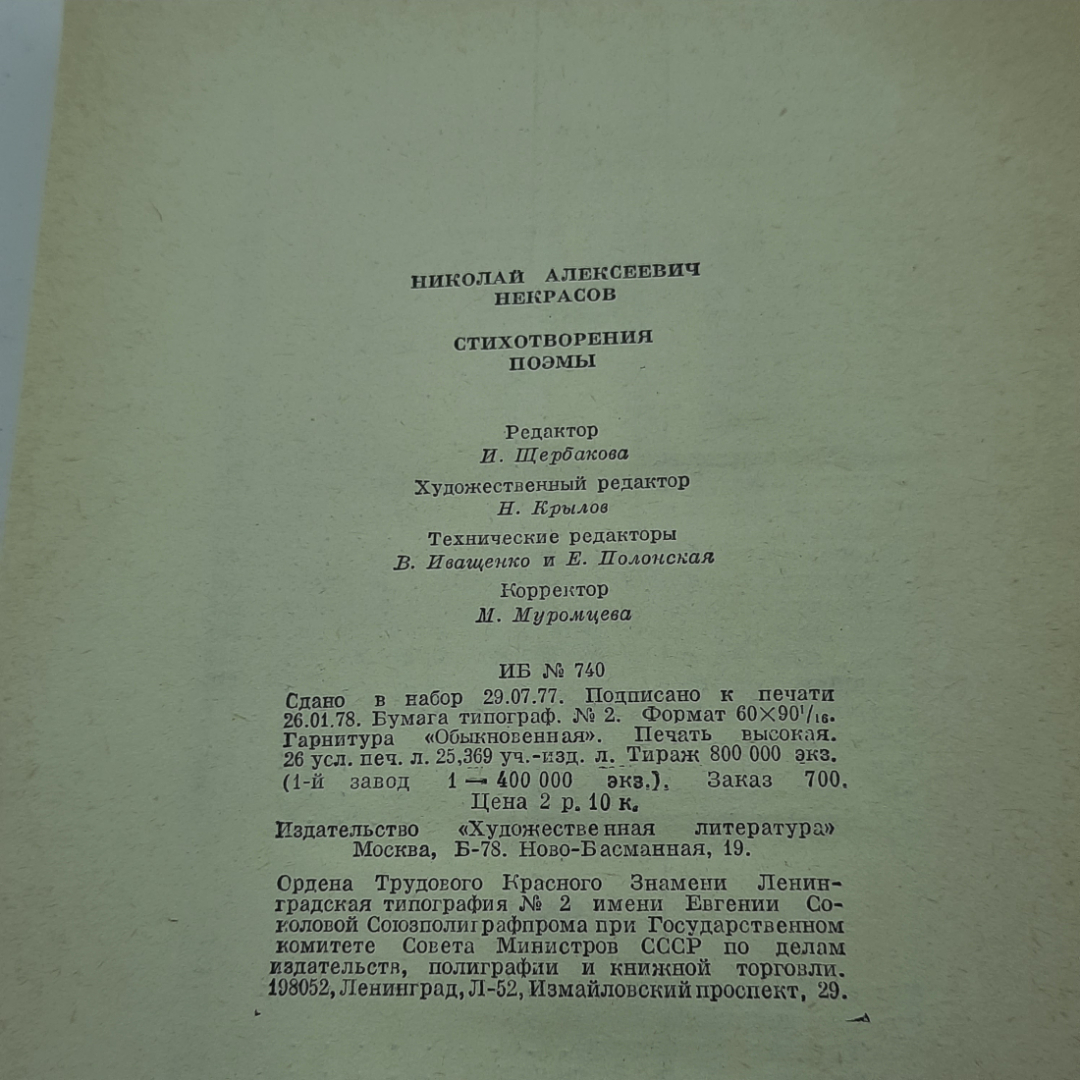 НИКОЛАЙ АЛЕКСЕЕВИЧ
НЕКРАСОВ
СТИХОТВОРЕНИЯ
ПОЭМЫ
Редактор
И. Щербакова
Художественный редактор
Н. Крылов
Технические редакторы
В. Иващенко и Е. Полонская
Корректор
М. Муромцева
ИБ № 740
Сдано в набор 29.07.77. Подписано к печати
26.01.78. Бумага типограф. № 2. Формат 60×90¹/₁₆.
Гарнитура «Обыкновенная». Печать высокая.
26 усл. печ. л. 25,369 уч.-изд. л. Тираж 800 000 экз.
(1-й завод 1 — 400 000 экз.). Заказ 700.
Цена 2 р. 10 к.
Издательство «Художественная литература»
Москва, Б-78. Ново-Басманная, 19.
Ордена Трудового Красного Знамени Ленин-
градская типография № 2 имени Евгении Со-
коловой Союзполиграфпрома при Государственном
комитете Совета Министров СССР по делам
издательств, полиграфии и книжной торговли.
198052, Ленинград, Л-52, Измайловский проспект, 29.